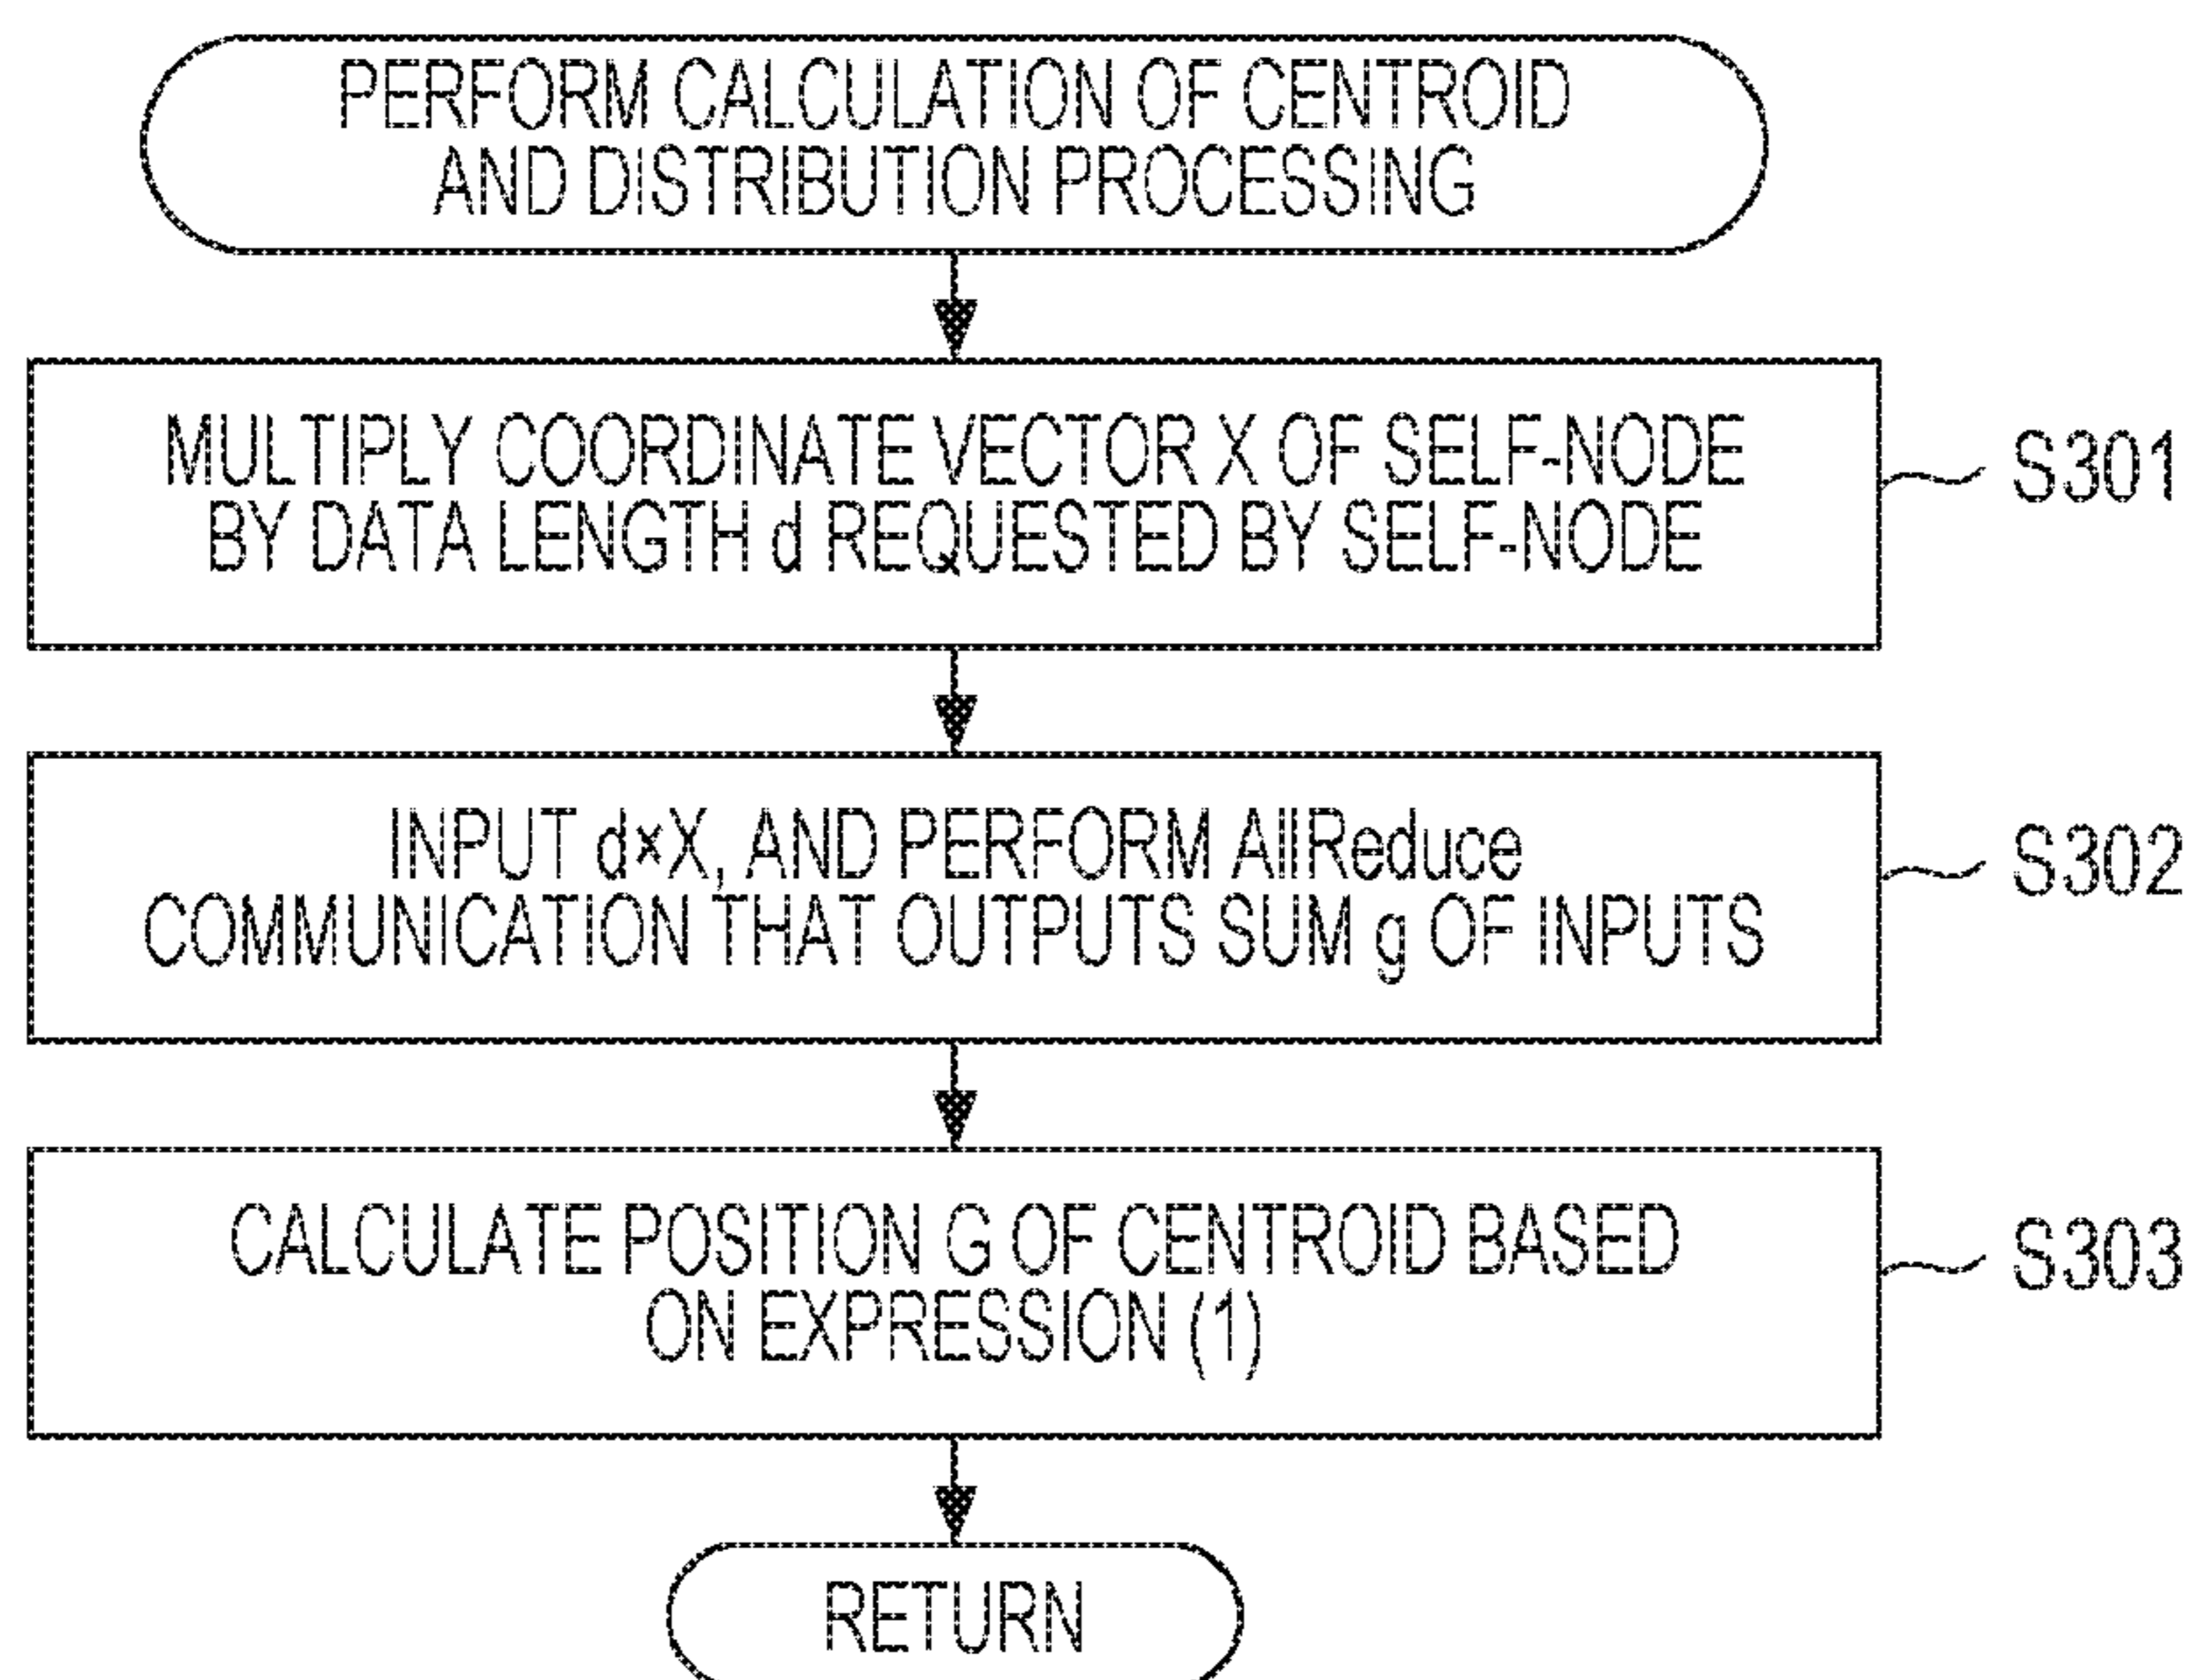 PERFORM CALCULATION OF CENTROID
AND DISTRIBUTION PROCESSING
MULTIPLY COORDINATE VECTOR X OF SELF-NODE
BY DATA LENGTH d REQUESTED BY SELF-NODE
S301
INPUT d×X, AND PERFORM AllReduce
COMMUNICATION THAT OUTPUTS SUM g OF INPUTS
S302
CALCULATE POSITION G OF CENTROID BASED
ON EXPRESSION (1)
S303
RETURN